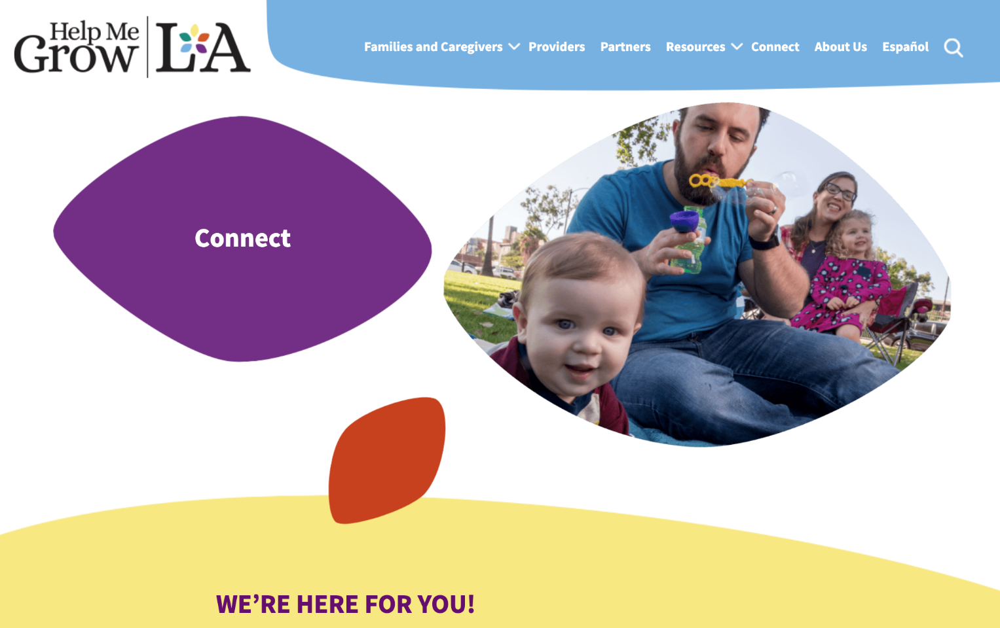 Help Me
Grow
LA
Families and Caregivers
Providers
Partners
Resources
Connect
About Us
Español
Connect
WE’RE HERE FOR YOU!